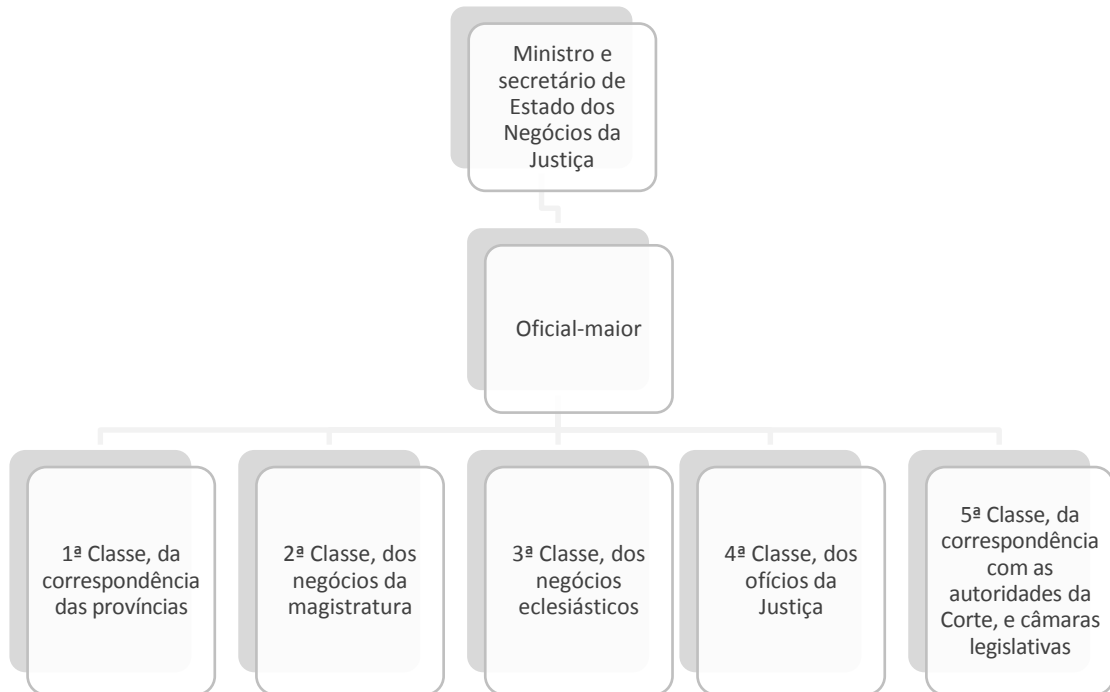 Ministro e
secretário de
Estado dos
Negócios da
Justiça
Oficial-maior
1ª Classe, da
correspondência
das províncias
2ª Classe, dos
negócios da
magistratura
3ª Classe, dos
negócios
eclesiásticos
4ª Classe, dos
ofícios da
Justiça
5ª Classe, da
correspondência
com as
autoridades da
Corte, e câmaras
legislativas